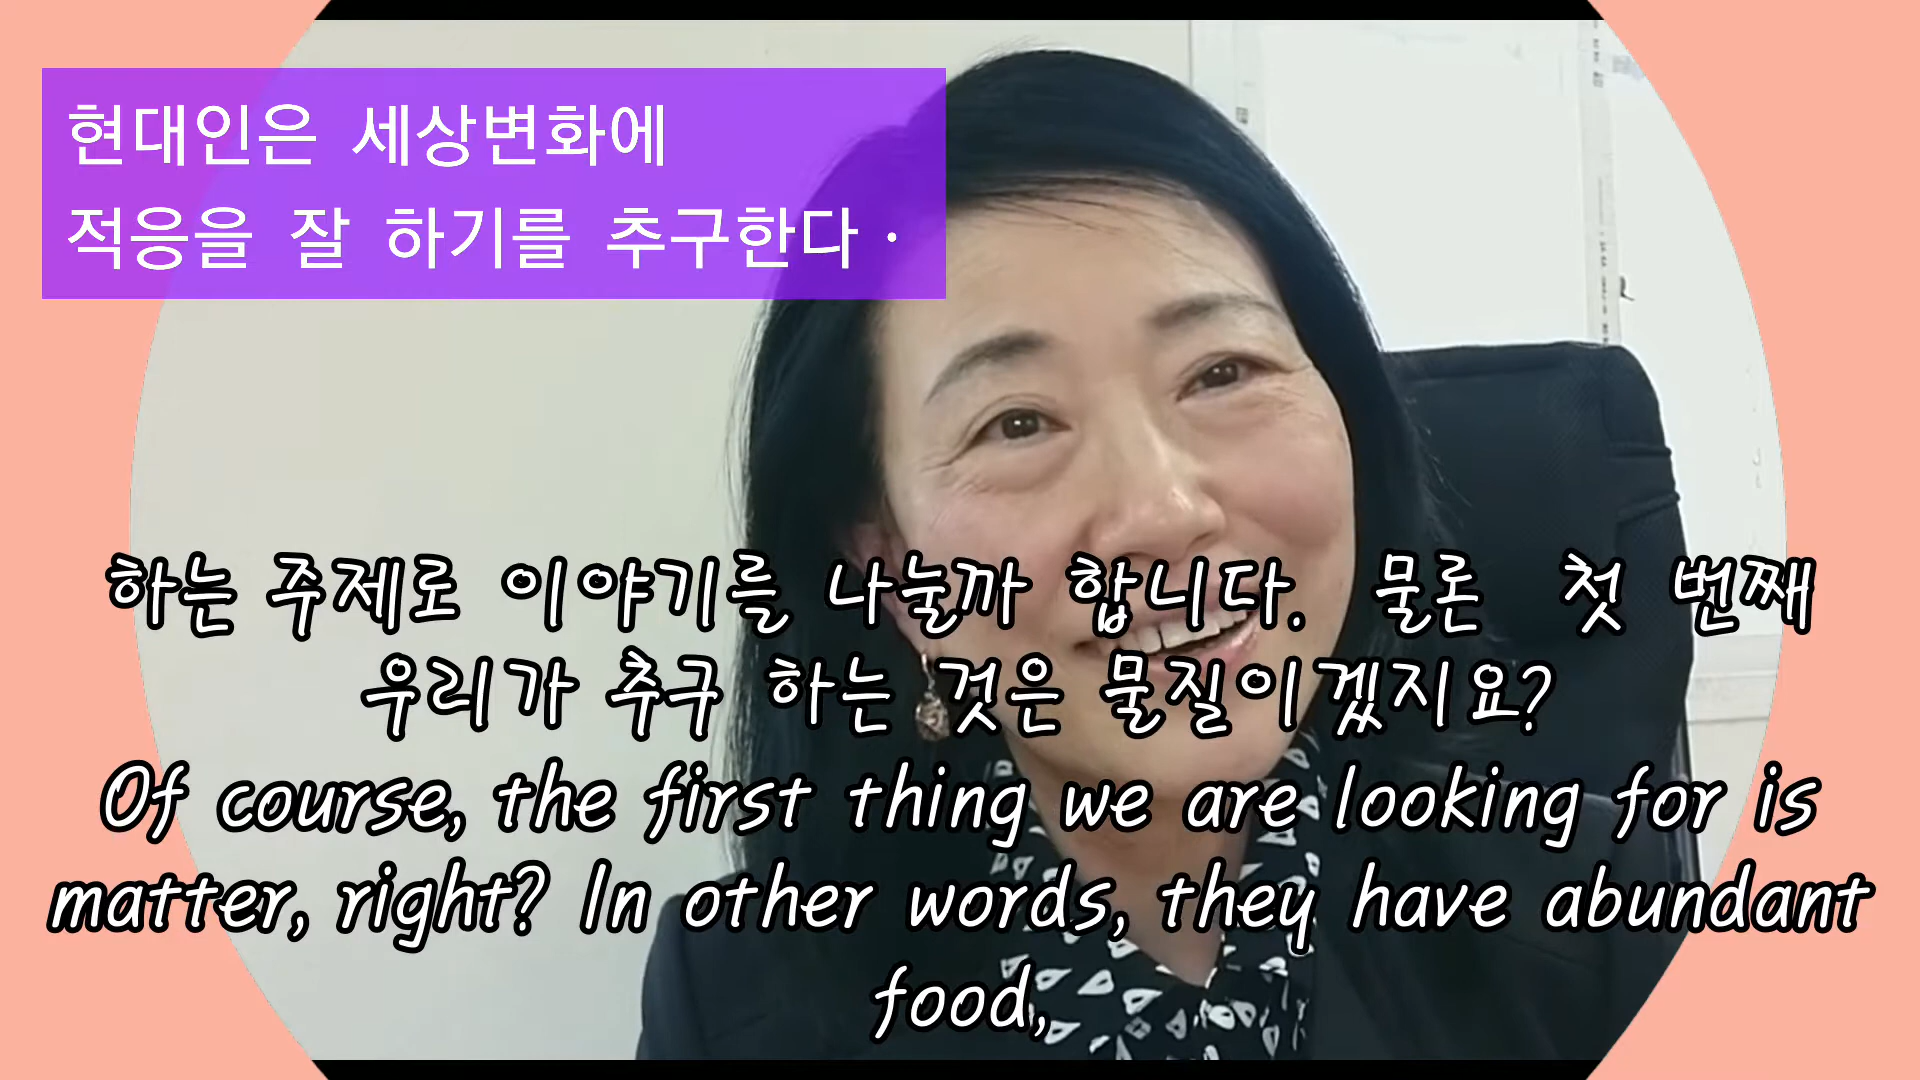 현대인은 세상변화에
적응을 잘 하기를 추구한다·
하는 주제로 이야기를 나눌까 합니다. 물론 첫 번째
우리가 추구 하는 것은 물질이겠지요?
Of course, the first thing we are looking for is
matter, right? In other words, they have abundant
food,